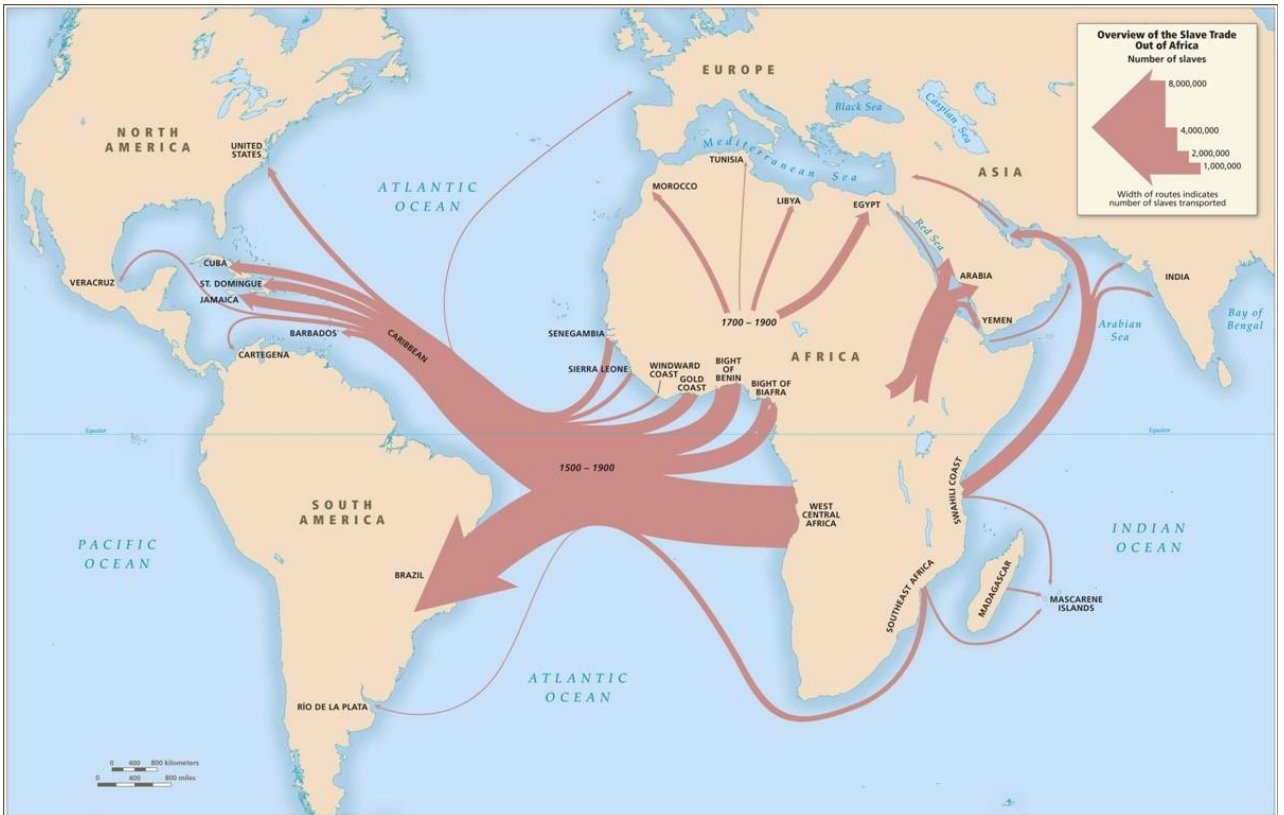 Overview of the Slave Trade
Out of Africa
Number of slaves
8,000,000
4,000,000
2,000,000
1,000,000
Width of routes indicates
number of slaves transported
EUROPE
Black Sea
Caspian Sea
NORTH
AMERICA
UNITED
STATES
Mediterranean Sea
TUNISIA
ASIA
ATLANTIC
OCEAN
MOROCCO
LIBYA
EGYPT
Red Sea
CUBA
VERACRUZ
ST. DOMINGUE
JAMAICA
ARABIA
INDIA
BARBADOS
CARIBBEAN
CARTEGENA
SENEGAMBIA
1700 – 1900
YEMEN
Arabian
Sea
Bay of
Bengal
SIERRA LEONE
WINDWARD
COAST
GOLD
COAST
BIGHT
OF
BENIN
BIGHT OF
BIAFRA
AFRICA
Equator
Equator
1500 – 1900
SOUTH
AMERICA
WEST
CENTRAL
AFRICA
SWAHILI COAST
PACIFIC
OCEAN
INDIAN
OCEAN
BRAZIL
SOUTHEAST AFRICA
MADAGASCAR
MASCARENE
ISLANDS
ATLANTIC
OCEAN
RÍO DE LA PLATA
0 400 800 kilometers
0 400 800 miles